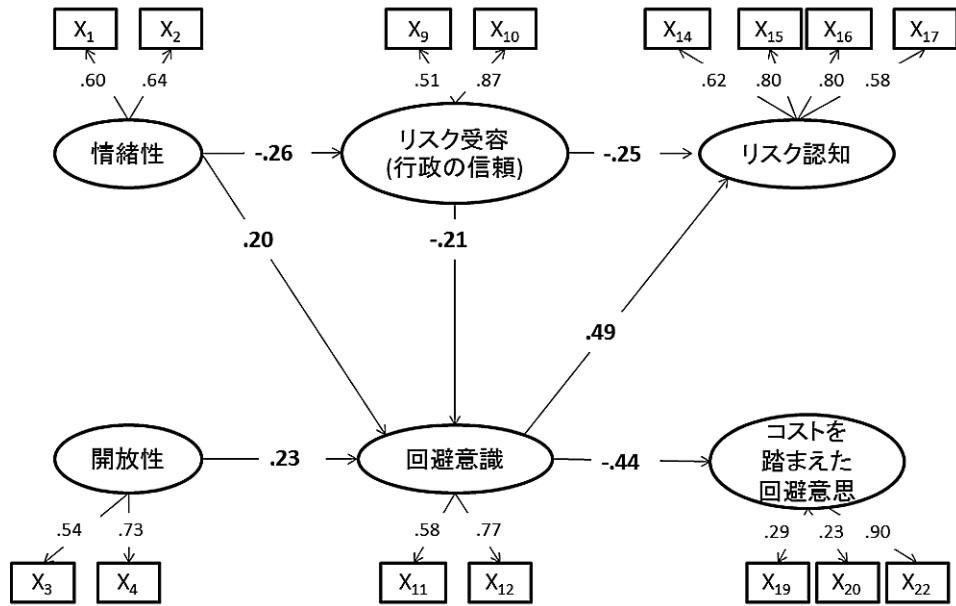 X1 X2 X9 X10 X14 X15 X16 X17
.60 .64 .51 .87 .62 .80 .80 .58
情緒性
-.26
リスク受容
(行政の信頼)
-.25
リスク認知
.20
-.21
.49
開放性
.23
回避意識
-.44
コストを
踏まえた
回避意思
.54 .73 .58 .77 .29 .23 .90
X3 X4 X11 X12 X19 X20 X22